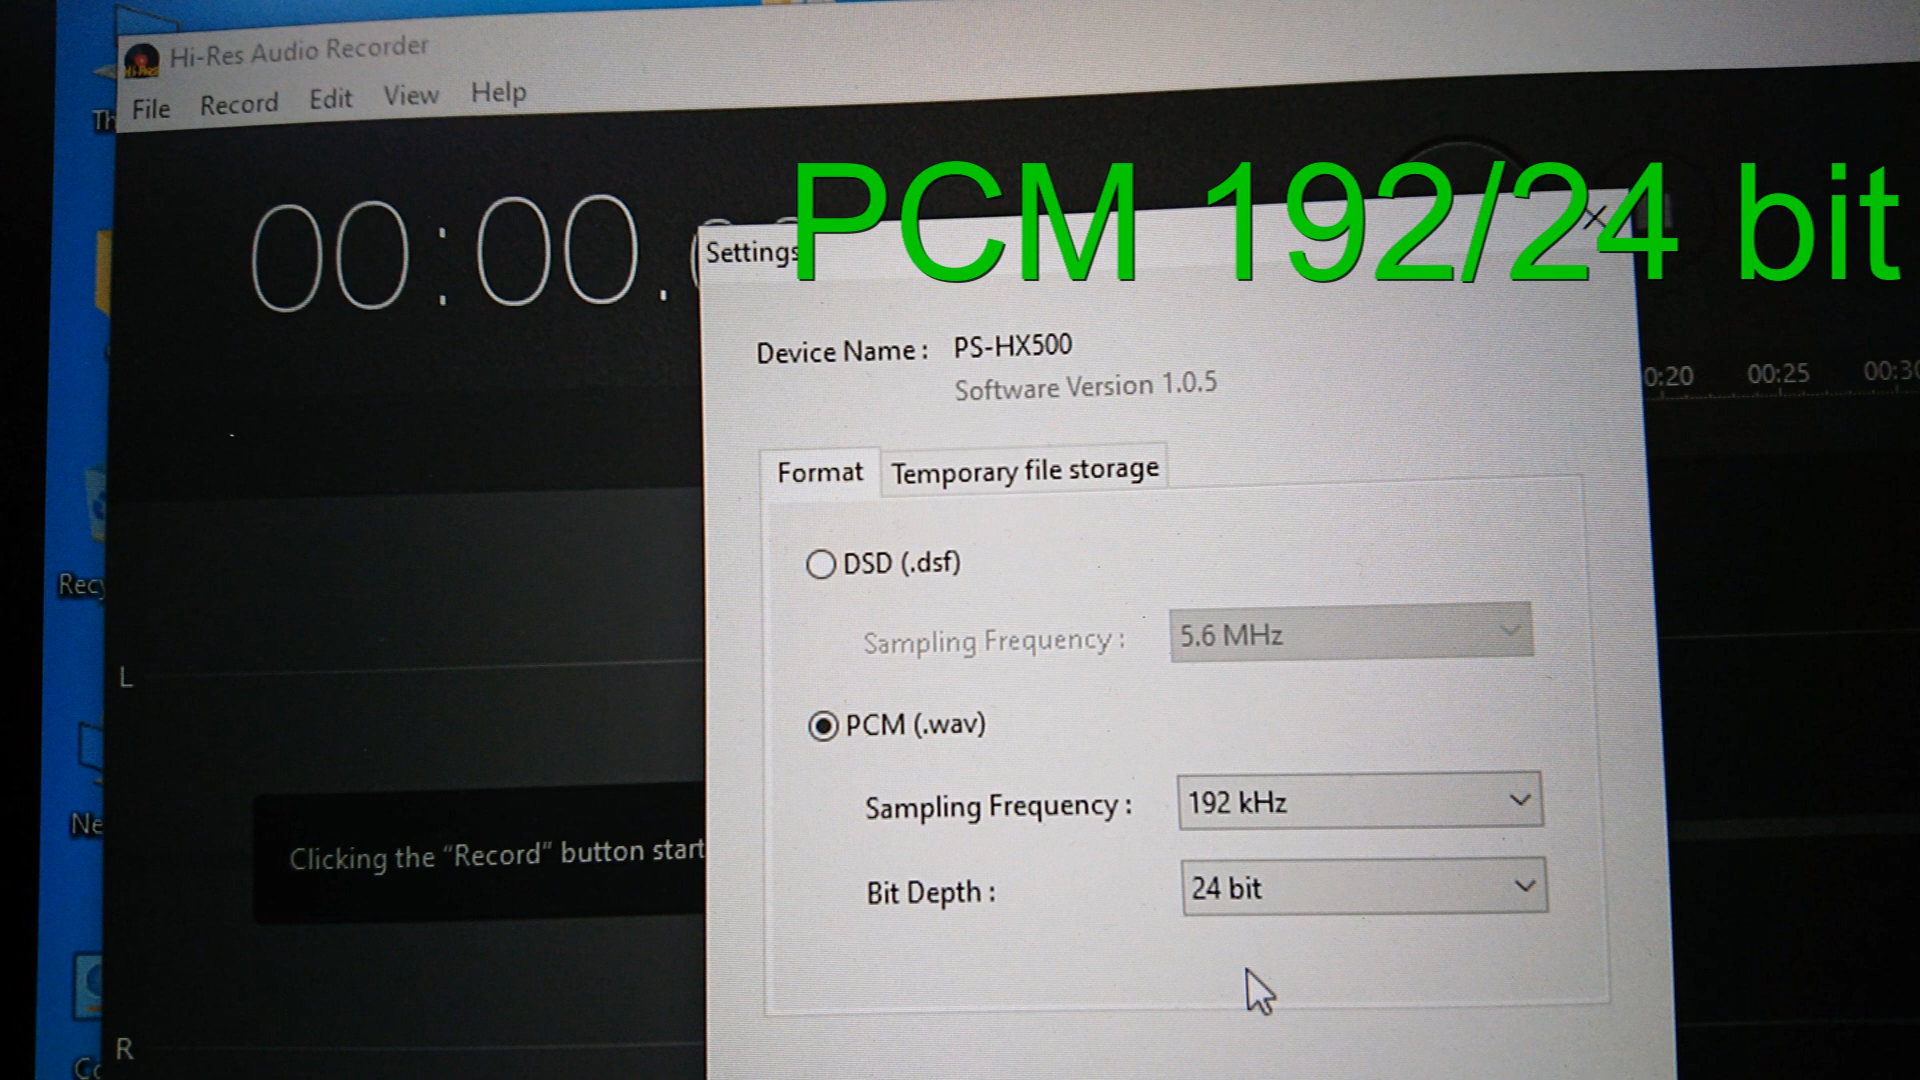 Hi-Res Audio Recorder
File Record Edit View Help
PCM 192/24 bit
00:00.
Settings
Device Name : PS-HX500
Software Version 1.0.5
0:20 00:25 00:30
Format Temporary file storage
DSD (.dsf)
Sampling Frequency : 5.6 MHz
L
PCM (.wav)
Sampling Frequency : 192 kHz
Clicking the “Record” button start
Bit Depth : 24 bit
R